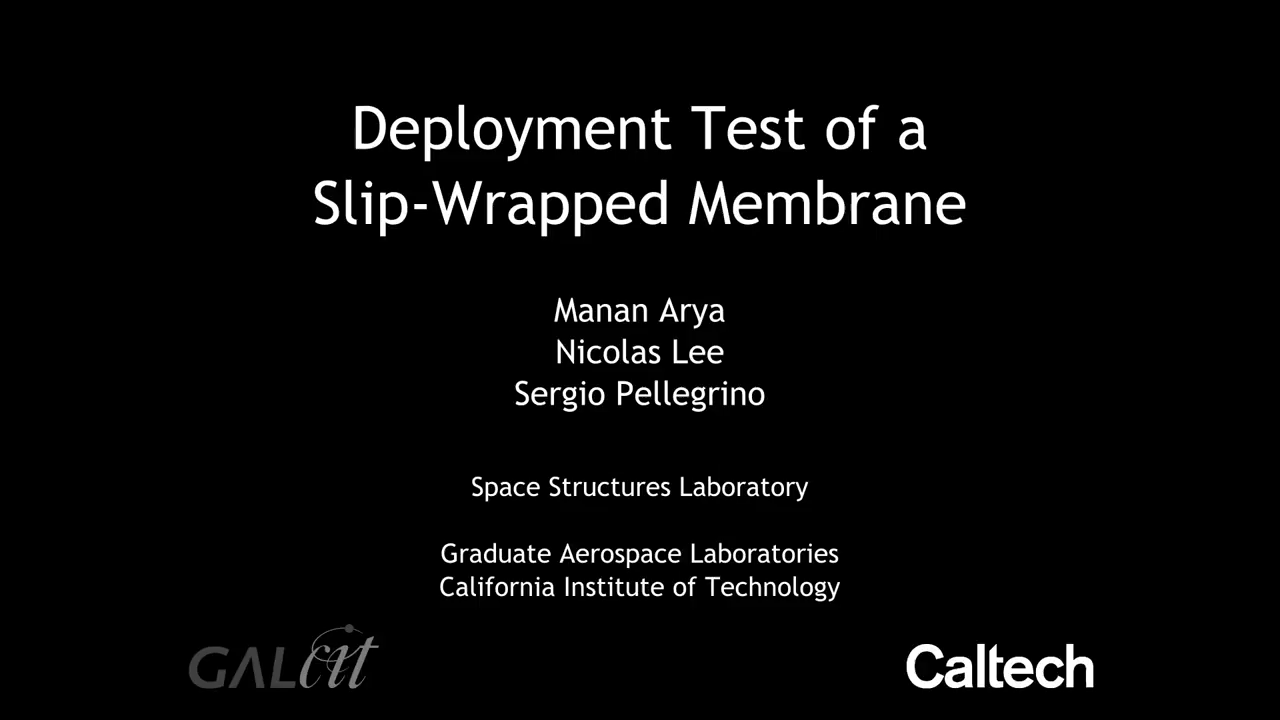 Deployment Test of a
Slip-Wrapped Membrane
Manan Arya
Nicolas Lee
Sergio Pellegrino
Space Structures Laboratory
Graduate Aerospace Laboratories
California Institute of Technology
GALCIT
Caltech